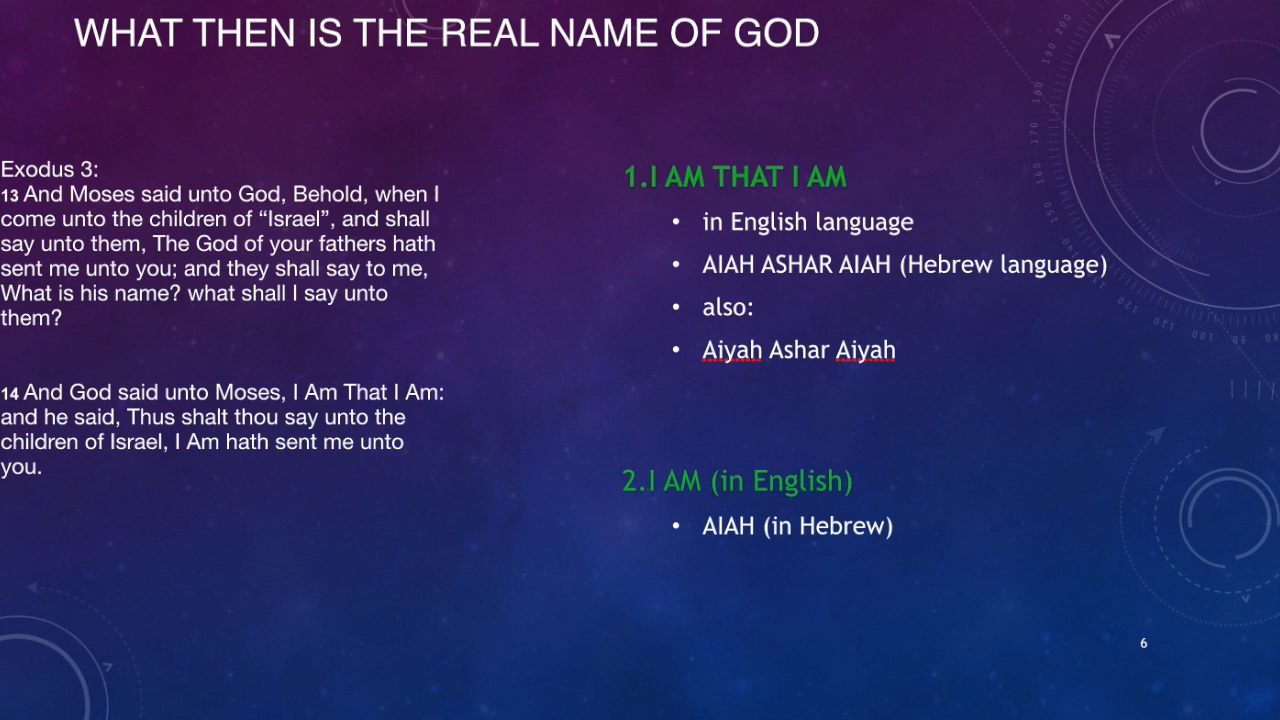 WHAT THEN IS THE REAL NAME OF GOD
Exodus 3:
13 And Moses said unto God, Behold, when I
come unto the children of “Israel”, and shall
say unto them, The God of your fathers hath
sent me unto you; and they shall say to me,
What is his name? what shall I say unto
them?
14 And God said unto Moses, I Am That I Am:
and he said, Thus shalt thou say unto the
children of Israel, I Am hath sent me unto
you.
1.I AM THAT I AM
• in English language
• AIAH ASHAR AIAH (Hebrew language)
• also:
• Aiyah Ashar Aiyah
2.I AM (in English)
• AIAH (in Hebrew)
6